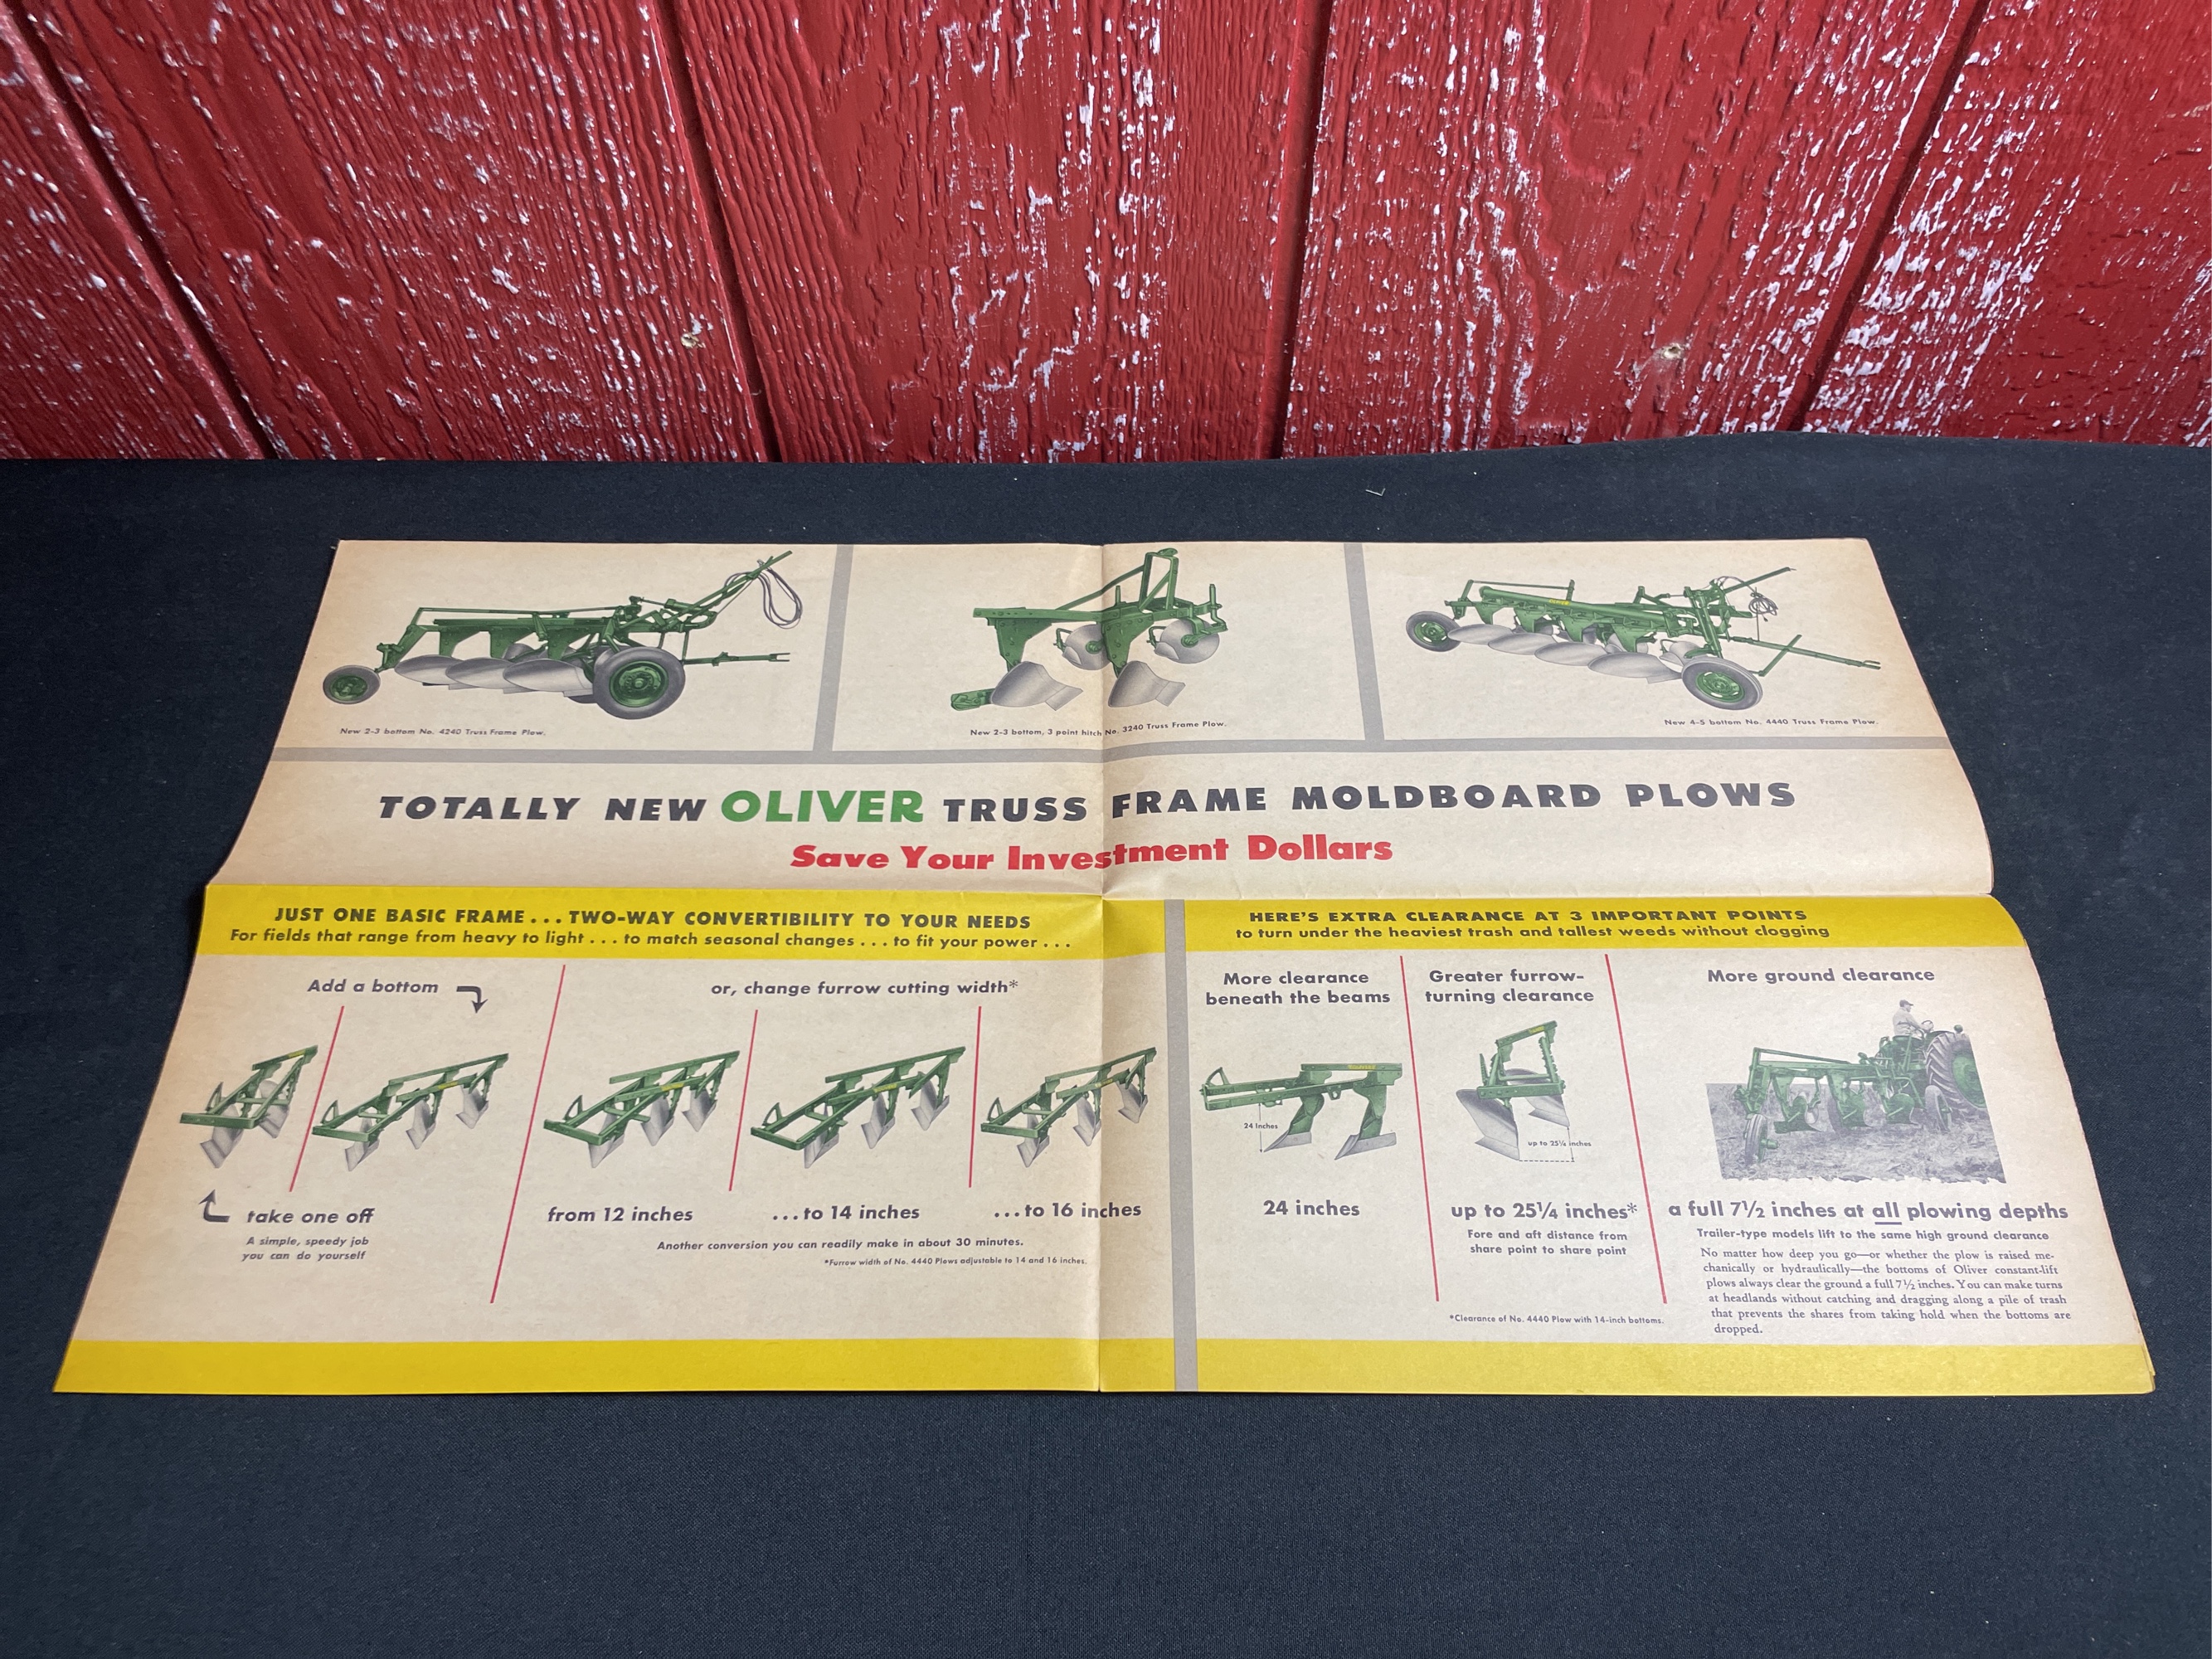 New 2-3 bottom No. 4240 Truss Frame Plow.
New 2-3 bottom, 3 point hitch No. 3240 Truss Frame Plow.
New 4-5 bottom No. 4440 Truss Frame Plow.
TOTALLY NEW OLIVER TRUSS FRAME MOLDBOARD PLOWS
Save Your Investment Dollars
JUST ONE BASIC FRAME . . . TWO-WAY CONVERTIBILITY TO YOUR NEEDS
For fields that range from heavy to light . . . to match seasonal changes . . . to fit your power . . .
Add a bottom
or, change furrow cutting width*
take one off
A simple, speedy job
you can do yourself
from 12 inches
...to 14 inches
...to 16 inches
Another conversion you can readily make in about 30 minutes.
*Furrow width of No. 4440 Plows adjustable to 14 and 16 inches.
HERE'S EXTRA CLEARANCE AT 3 IMPORTANT POINTS
to turn under the heaviest trash and tallest weeds without clogging
More clearance
beneath the beams
24 inches
24 inches
Greater furrow-
turning clearance
up to 25¼ inches
up to 25¼ inches*
Fore and aft distance from
share point to share point
*Clearance of No. 4440 Plow with 14-inch bottoms.
More ground clearance
a full 7½ inches at all plowing depths
Trailer-type models lift to the same high ground clearance
No matter how deep you go—or whether the plow is raised me-
chanically or hydraulically—the bottoms of Oliver constant-lift
plows always clear the ground a full 7½ inches. You can make turns
at headlands without catching and dragging along a pile of trash
that prevents the shares from taking hold when the bottoms are
dropped.